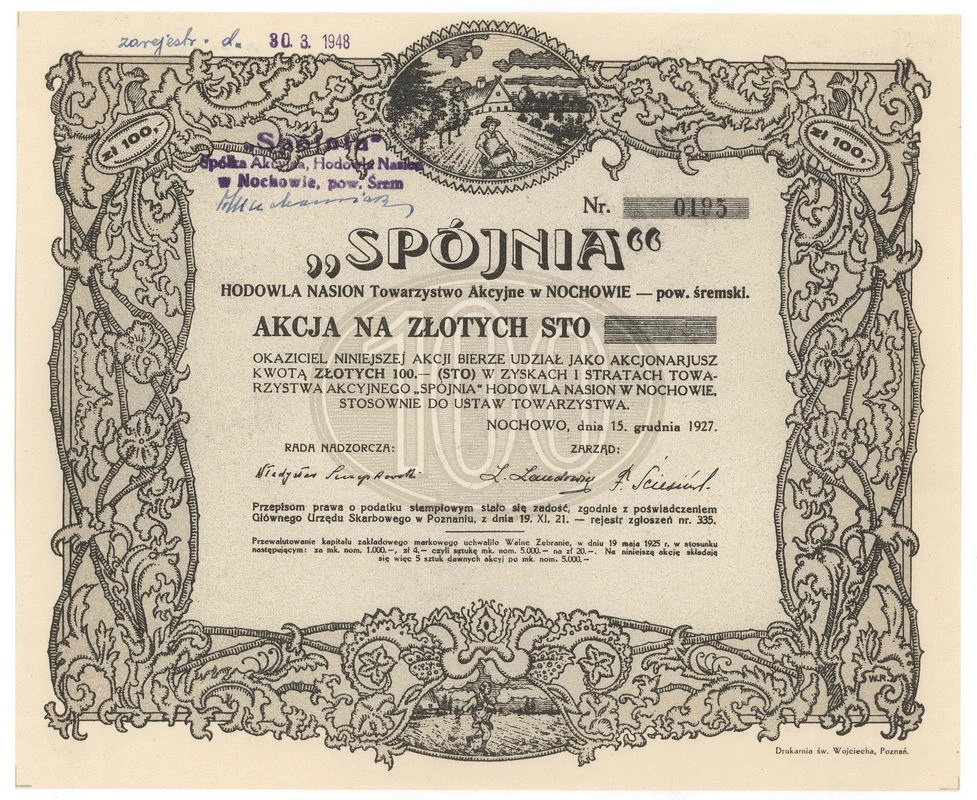 zarejestr. d. 30. 3. 1948
zł 100,-
zł 100,-
„Spójnia"
Spółka Akcyjna, Hodowla Nasion
w Nochowie, pow. Śrem
Nr. 0195
„SPÓJNIA"
HODOWLA NASION Towarzystwo Akcyjne w NOCHOWIE — pow. śremski.
AKCJA NA ZŁOTYCH STO
100
OKAZICIEL NINIEJSZEJ AKCJI BIERZE UDZIAŁ JAKO AKCJONARJUSZ
KWOTĄ ZŁOTYCH 100.— (STO) W ZYSKACH I STRATACH TOWA-
RZYSTWA AKCYJNEGO „SPÓJNIA" HODOWLA NASION W NOCHOWIE,
STOSOWNIE DO USTAW TOWARZYSTWA.
NOCHOWO, dnia 15. grudnia 1927.
RADA NADZORCZA: ZARZĄD:
Władysław
Przepisom prawa o podatku stemplowym stało się zadość, zgodnie z poświadczeniem
Głównego Urzędu Skarbowego w Poznaniu, z dnia 19. XI. 21. — rejestr zgłoszeń nr. 335.
Przewalutowanie kapitału zakładowego markowego uchwaliło Walne Zebranie, w dniu 19 maja 1925 r. w stosunku
następującym: za mk. nom. 1.000.—, zł 4.— czyli sztukę mk. nom. 5.000.— na zł 20.—. Na niniejszą akcję składają
się więc 5 sztuk dawnych akcyj po mk. nom. 5.000.—
W.R.
Drukarnia św. Wojciecha, Poznań.